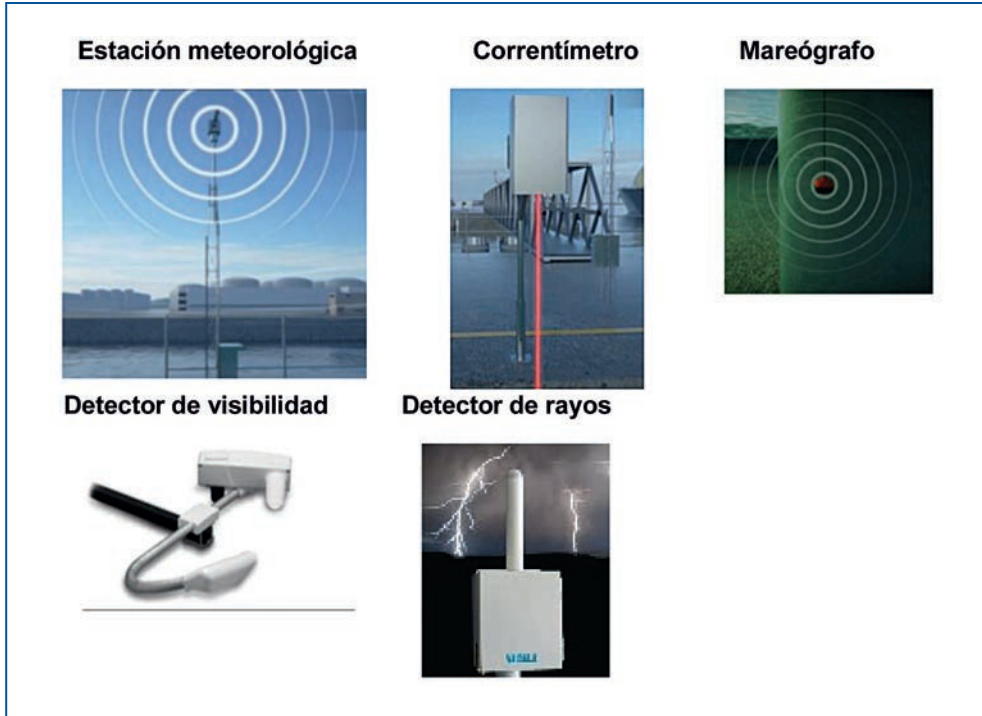 Estación meteorológica
Correntímetro
Mareógrafo
Detector de visibilidad
Detector de rayos